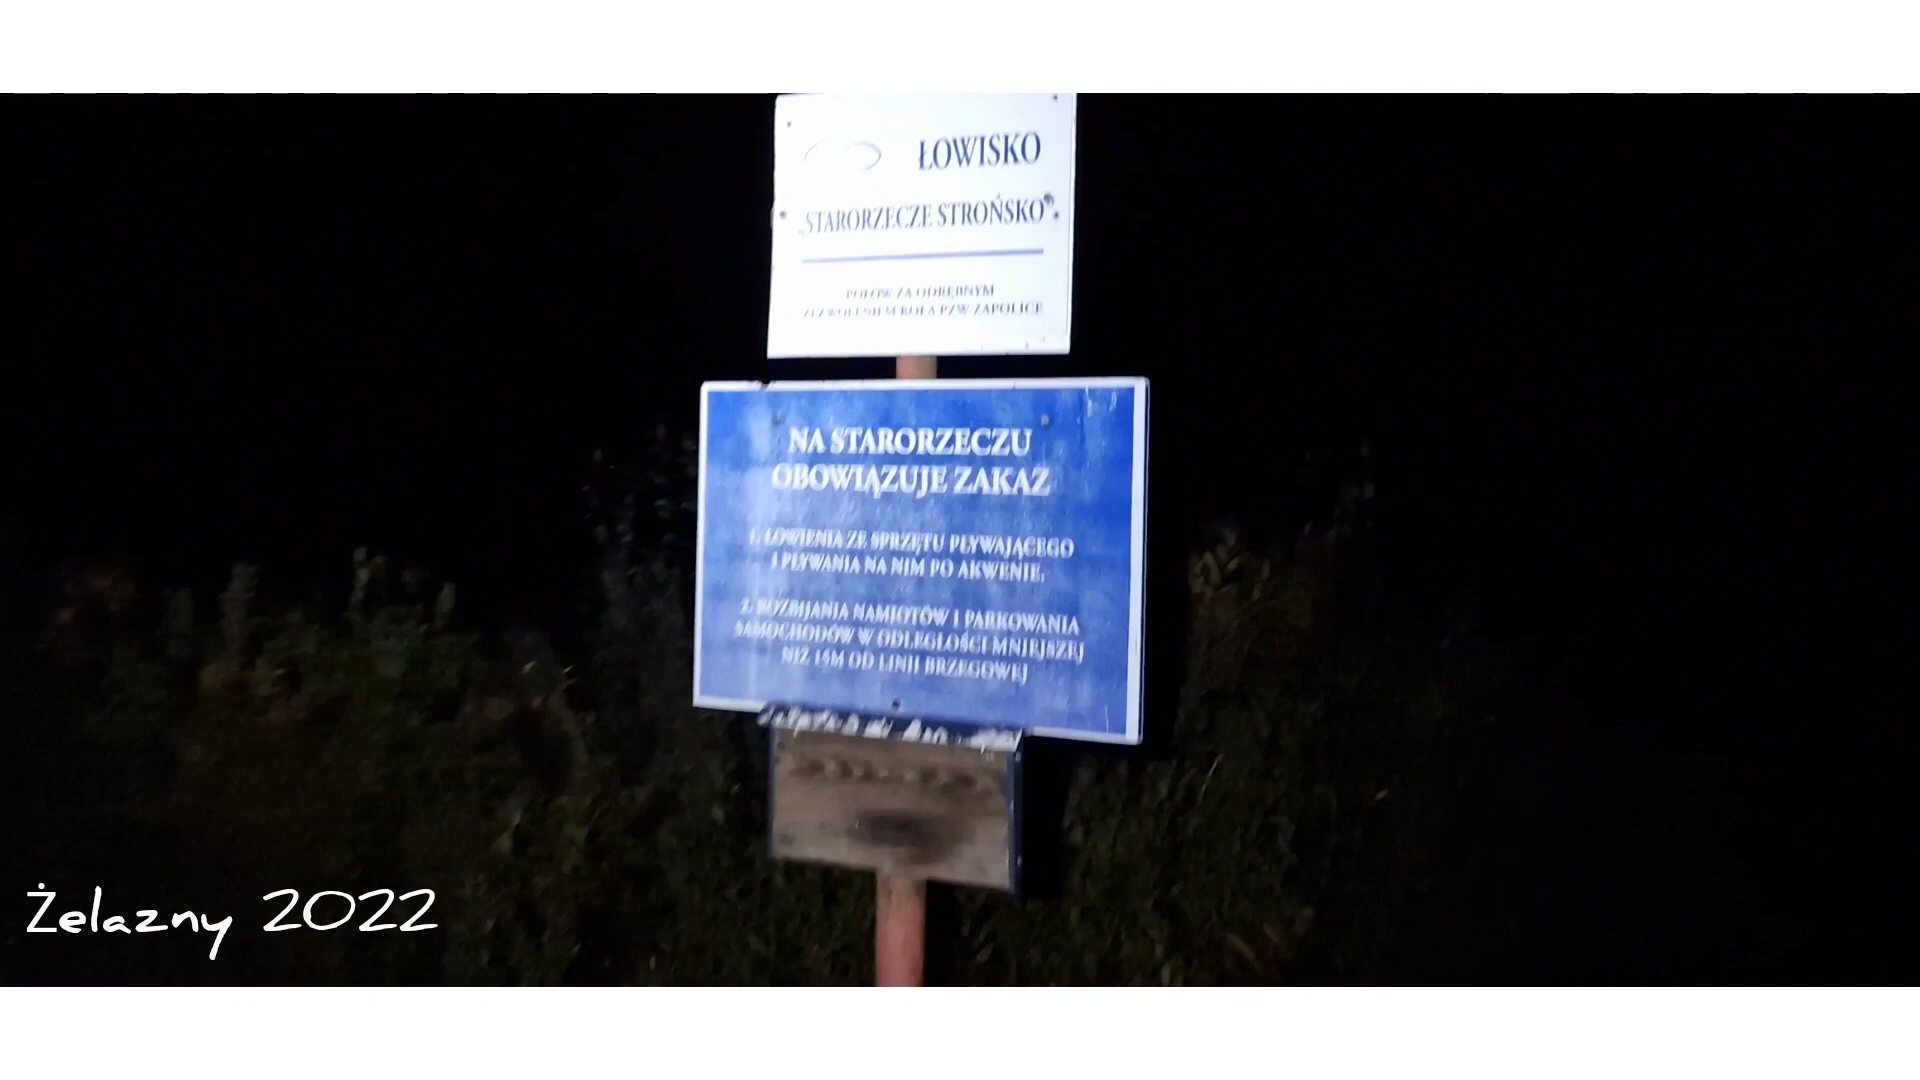 ŁOWISKO
„STARORZECZE STROŃSKO”
POŁÓW ZA ODRĘBNYM
ZEZWOLENIEM KOŁA PZW ZAPOLICE
NA STARORZECZU
OBOWIĄZUJE ZAKAZ
1. ŁOWIENIA ZE SPRZĘTU PŁYWAJĄCEGO
I PŁYWANIA NA NIM PO AKWENIE.
2. ROZBIJANIA NAMIOTÓW I PARKOWANIA
SAMOCHODÓW W ODLEGŁOŚCI MNIEJSZEJ
NIŻ 15M OD LINII BRZEGOWEJ
Żelazny 2022